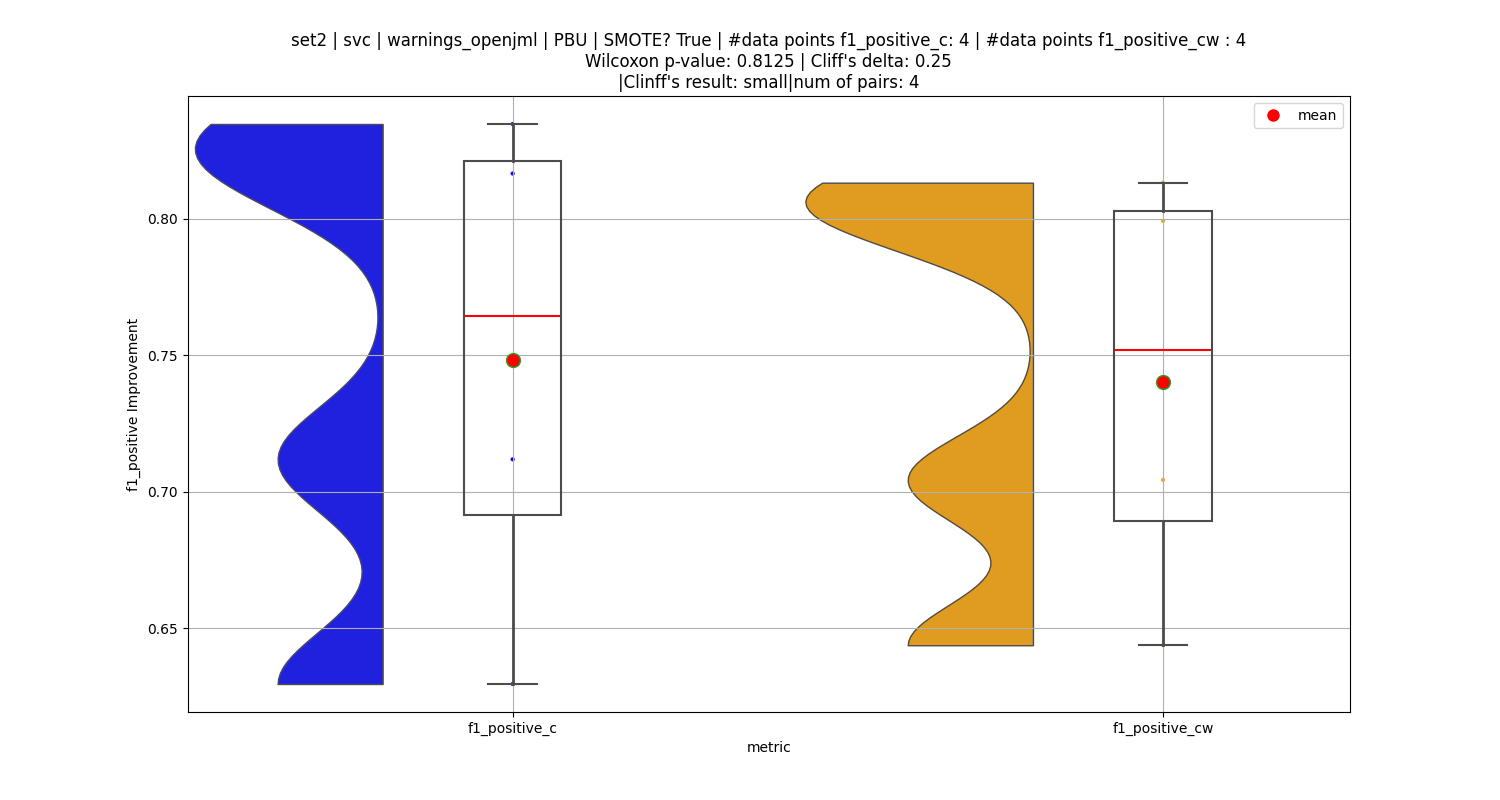 set2 | svc | warnings_openjml | PBU | SMOTE? True | #data points f1_positive_c: 4 | #data points f1_positive_cw : 4
Wilcoxon p-value: 0.8125 | Cliff's delta: 0.25
|Clinff's result: small|num of pairs: 4
mean
0.80
0.75
0.70
0.65
f1_positive Improvement
f1_positive_c
f1_positive_cw
metric